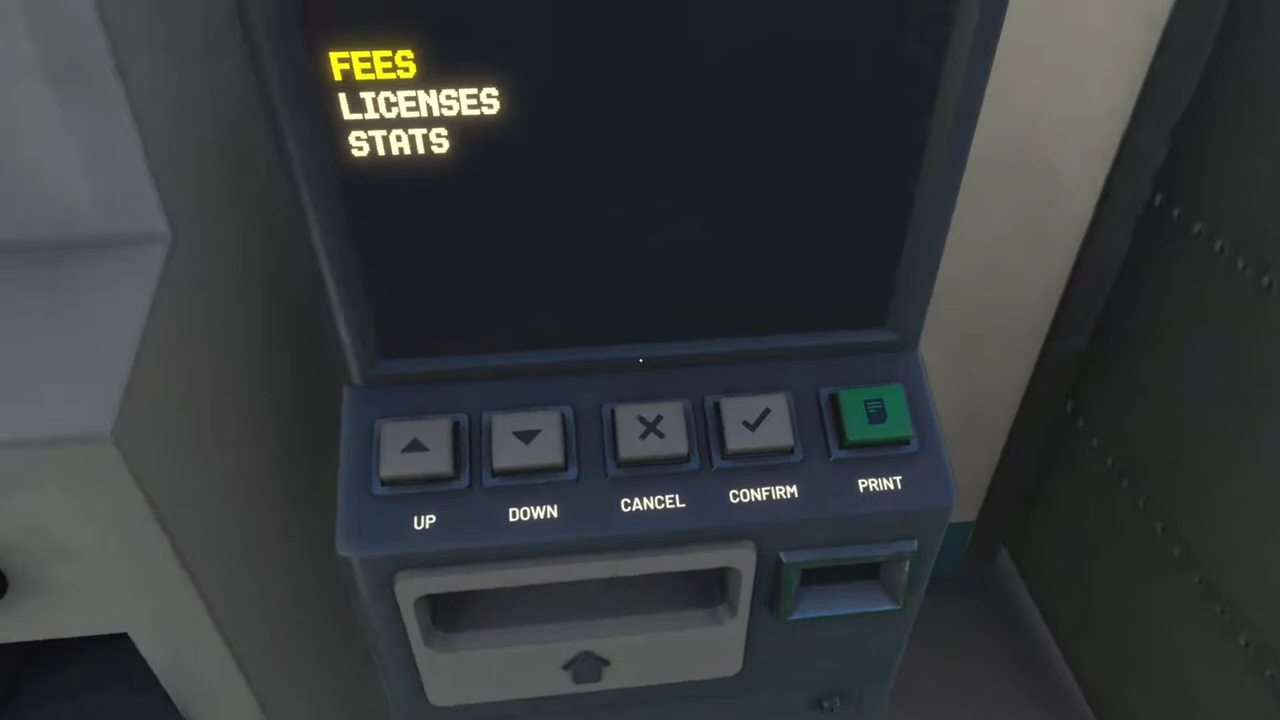 FEES
LICENSES
STATS
UP
DOWN
CANCEL
CONFIRM
PRINT